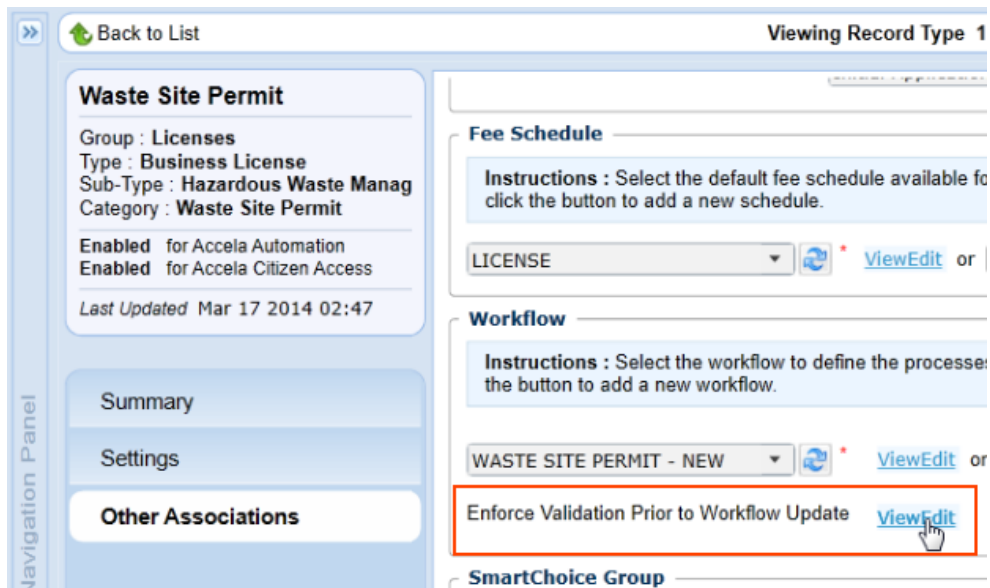 Back to List
Viewing Record Type 1
Waste Site Permit
Group : Licenses
Type : Business License
Sub-Type : Hazardous Waste Manag
Category : Waste Site Permit
Enabled for Accela Automation
Enabled for Accela Citizen Access
Last Updated Mar 17 2014 02:47
Summary
Settings
Other Associations
Navigation Panel
Fee Schedule
Instructions : Select the default fee schedule available fo
click the button to add a new schedule.
LICENSE * ViewEdit or
Workflow
Instructions : Select the workflow to define the processes
the button to add a new workflow.
WASTE SITE PERMIT - NEW * ViewEdit or
Enforce Validation Prior to Workflow Update ViewEdit
SmartChoice Group